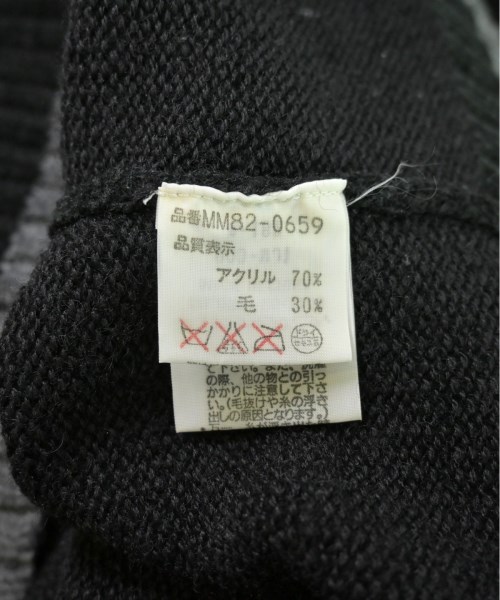 品番MM82-0659
品質表示
アクリル 70%
毛 30%
ドライ
セキユ系
の際、他の物との引っ
かかりに注意して下さ
い。(毛抜けや糸の浮き
出しの原因となります。)